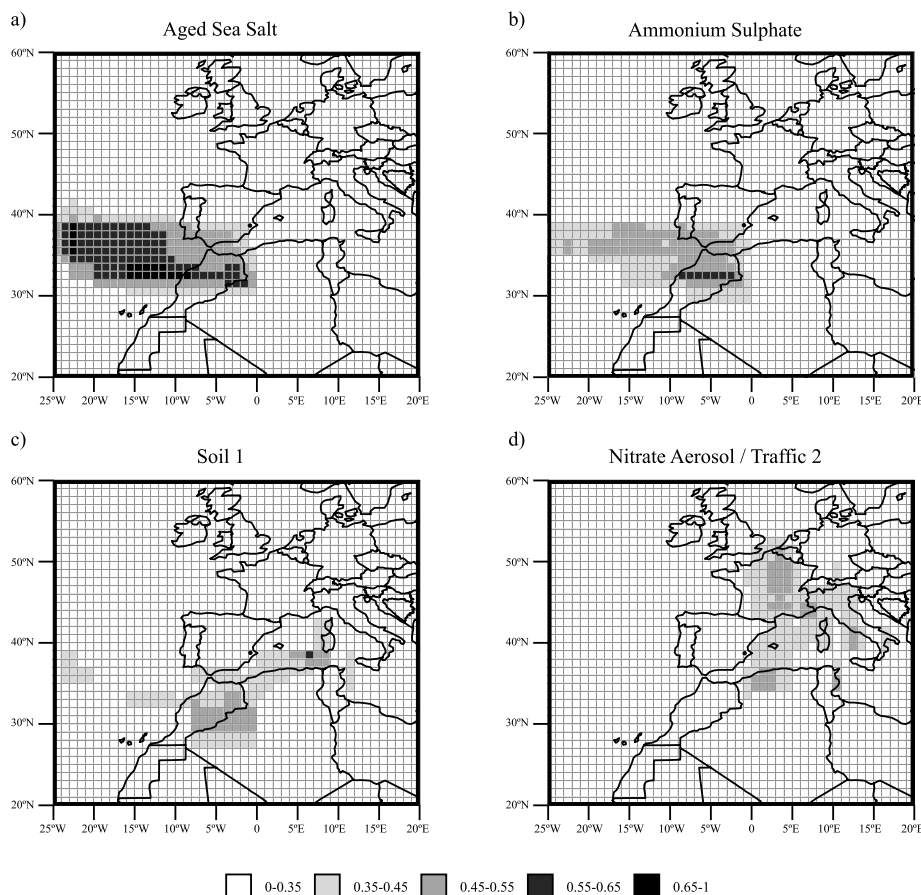 a)
Aged Sea Salt
b)
Ammonium Sulphate
60ºN
50ºN
40ºN
30ºN
20ºN
25ºW 20ºW 15ºW 10ºW 5ºW 0 5ºE 10ºE 15ºE 20ºE
60ºN
50ºN
40ºN
30ºN
20ºN
25ºW 20ºW 15ºW 10ºW 5ºW 0 5ºE 10ºE 15ºE 20ºE
c)
Soil 1
d)
Nitrate Aerosol / Traffic 2
60ºN
50ºN
40ºN
30ºN
20ºN
25ºW 20ºW 15ºW 10ºW 5ºW 0 5ºE 10ºE 15ºE 20ºE
60ºN
50ºN
40ºN
30ºN
20ºN
25ºW 20ºW 15ºW 10ºW 5ºW 0 5ºE 10ºE 15ºE 20ºE
0-0.35 0.35-0.45 0.45-0.55 0.55-0.65 0.65-1